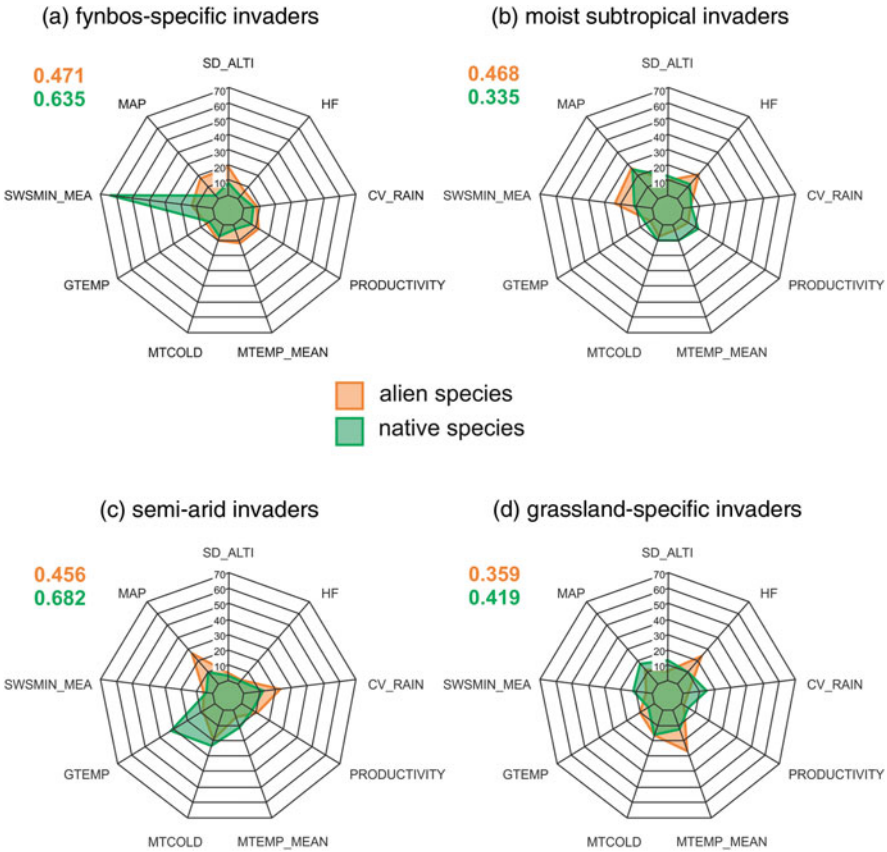 (a) fynbos-specific invaders
0.471
0.635
SD_ALTI
MAP
HF
70
60
50
40
30
20
10
SWSMIN_MEA
CV_RAIN
GTEMP
PRODUCTIVITY
MTCOLD
MTEMP_MEAN
(b) moist subtropical invaders
0.468
0.335
SD_ALTI
MAP
HF
70
60
50
40
30
20
10
SWSMIN_MEA
CV_RAIN
GTEMP
PRODUCTIVITY
MTCOLD
MTEMP_MEAN
alien species
native species
(c) semi-arid invaders
0.456
0.682
SD_ALTI
MAP
HF
70
60
50
40
30
20
10
SWSMIN_MEA
CV_RAIN
GTEMP
PRODUCTIVITY
MTCOLD
MTEMP_MEAN
(d) grassland-specific invaders
0.359
0.419
SD_ALTI
MAP
HF
70
60
50
40
30
20
10
SWSMIN_MEA
CV_RAIN
GTEMP
PRODUCTIVITY
MTCOLD
MTEMP_MEAN